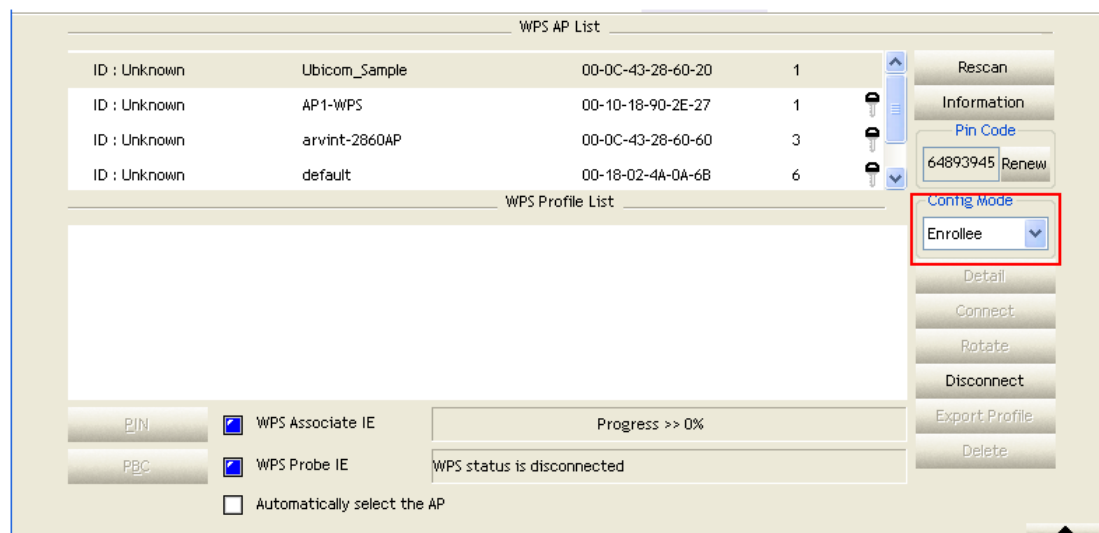 WPS AP List
ID : Unknown Ubicom_Sample 00-0C-43-28-60-20 1
Rescan
ID : Unknown AP1-WPS 00-10-18-90-2E-27 1
Information
ID : Unknown arvint-2860AP 00-0C-43-28-60-60 3
Pin Code
64893945 Renew
ID : Unknown default 00-18-02-4A-0A-6B 6
WPS Profile List
Config Mode
Enrollee
Detail
Connect
Rotate
Disconnect
Export Profile
Delete
PIN WPS Associate IE Progress >> 0%
PBC WPS Probe IE WPS status is disconnected
Automatically select the AP